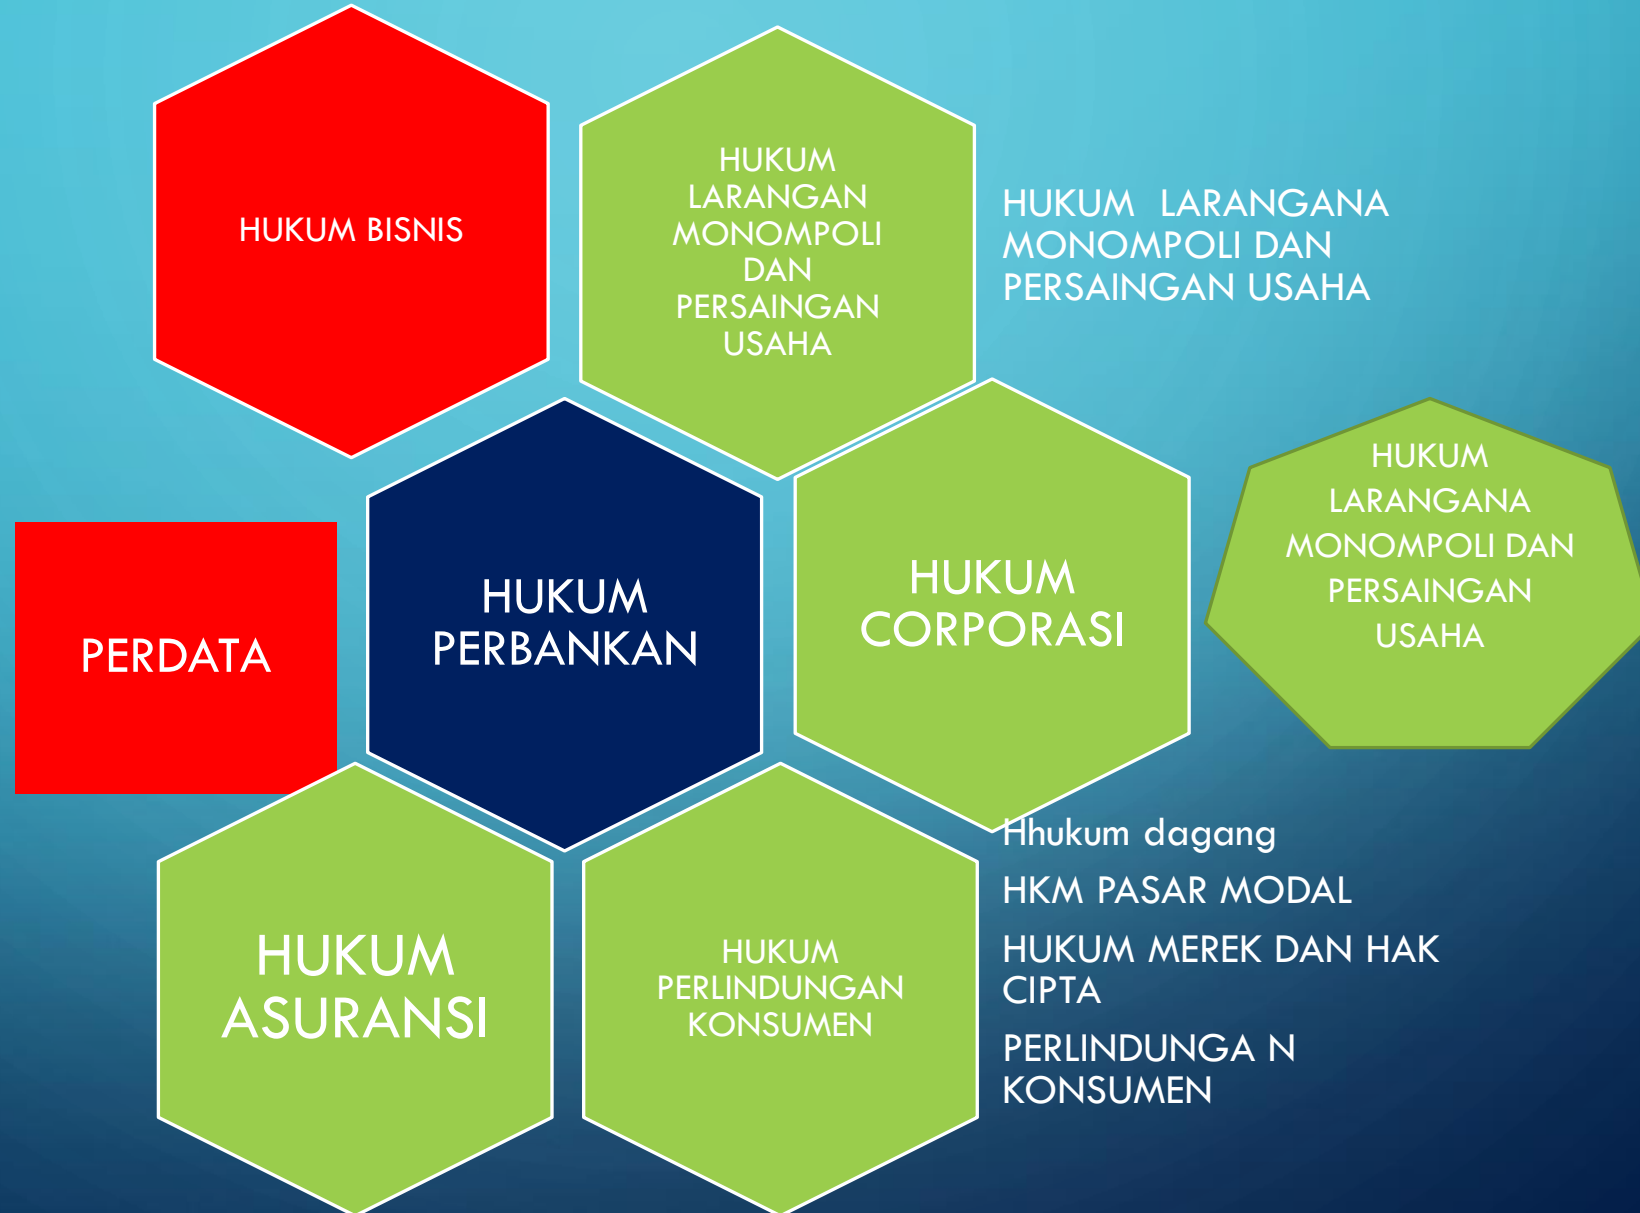 HUKUM BISNIS
HUKUM
LARANGAN
MONOMPOLI
DAN
PERSAINGAN
USAHA
HUKUM LARANGANA
MONOMPOLI DAN
PERSAINGAN USAHA
PERDATA
HUKUM
PERBANKAN
HUKUM
CORPORASI
HUKUM
LARANGANA
MONOMPOLI DAN
PERSAINGAN
USAHA
HUKUM
ASURANSI
HUKUM
PERLINDUNGAN
KONSUMEN
Hhukum dagang
HKM PASAR MODAL
HUKUM MEREK DAN HAK
CIPTA
PERLINDUNGA N
KONSUMEN